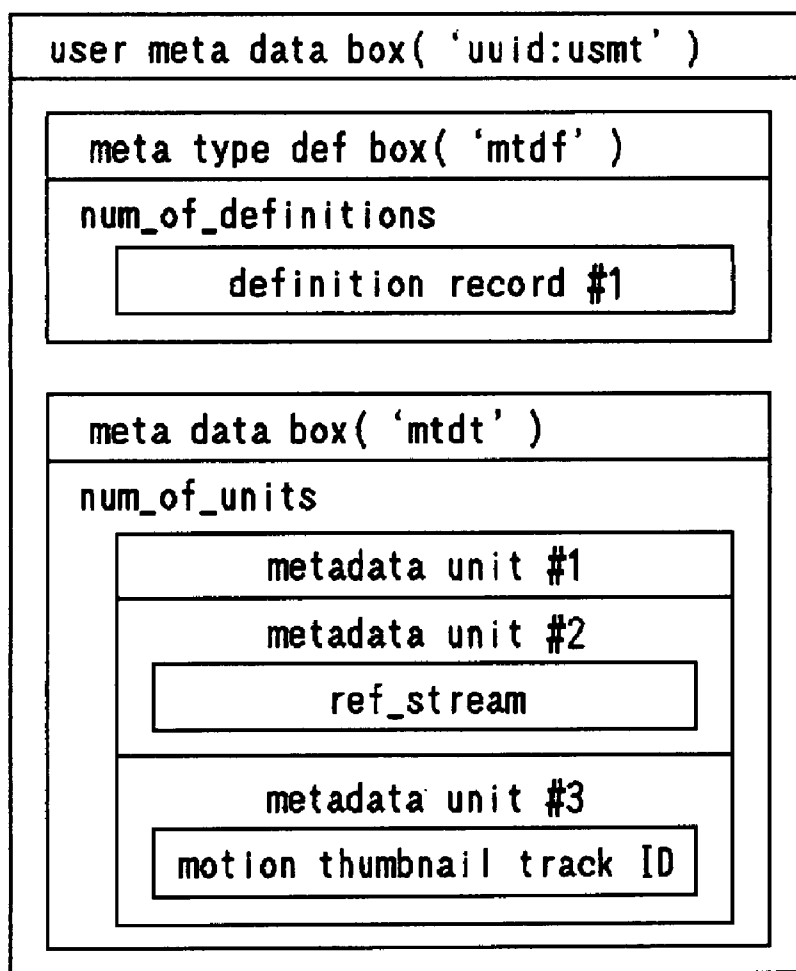 user meta data box( ‘uuid:usmt’ )
meta type def box( ‘mtdf’ )
num_of_definitions
definition record #1
meta data box( ‘mtdt’ )
num_of_units
metadata unit #1
metadata unit #2
ref_stream
metadata unit #3
motion thumbnail track ID